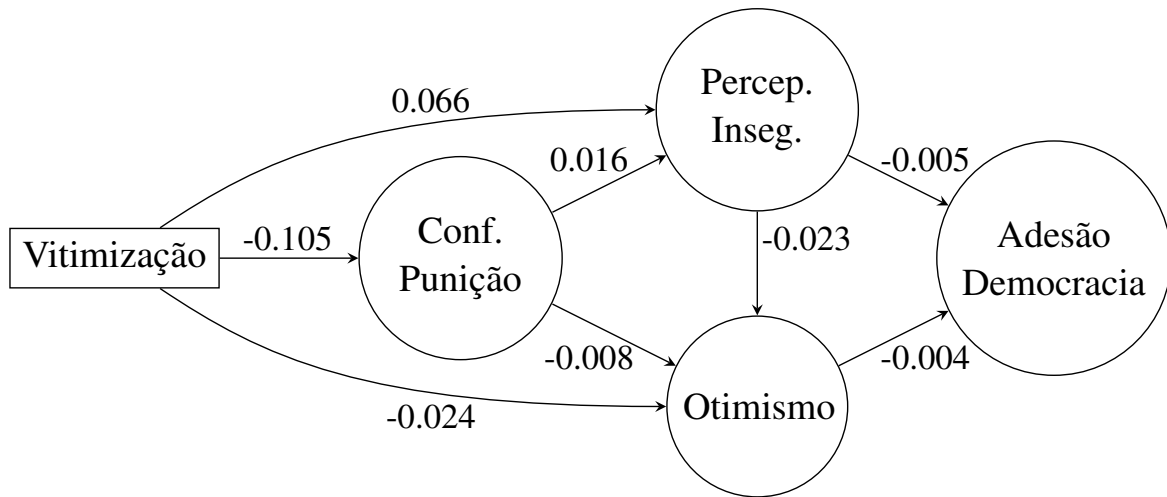 Percep.
Inseg.
0.066
0.016
-0.005
Conf.
Punição
Vitimização
-0.105
-0.023
Adesão
Democracia
-0.008
-0.004
Otimismo
-0.024